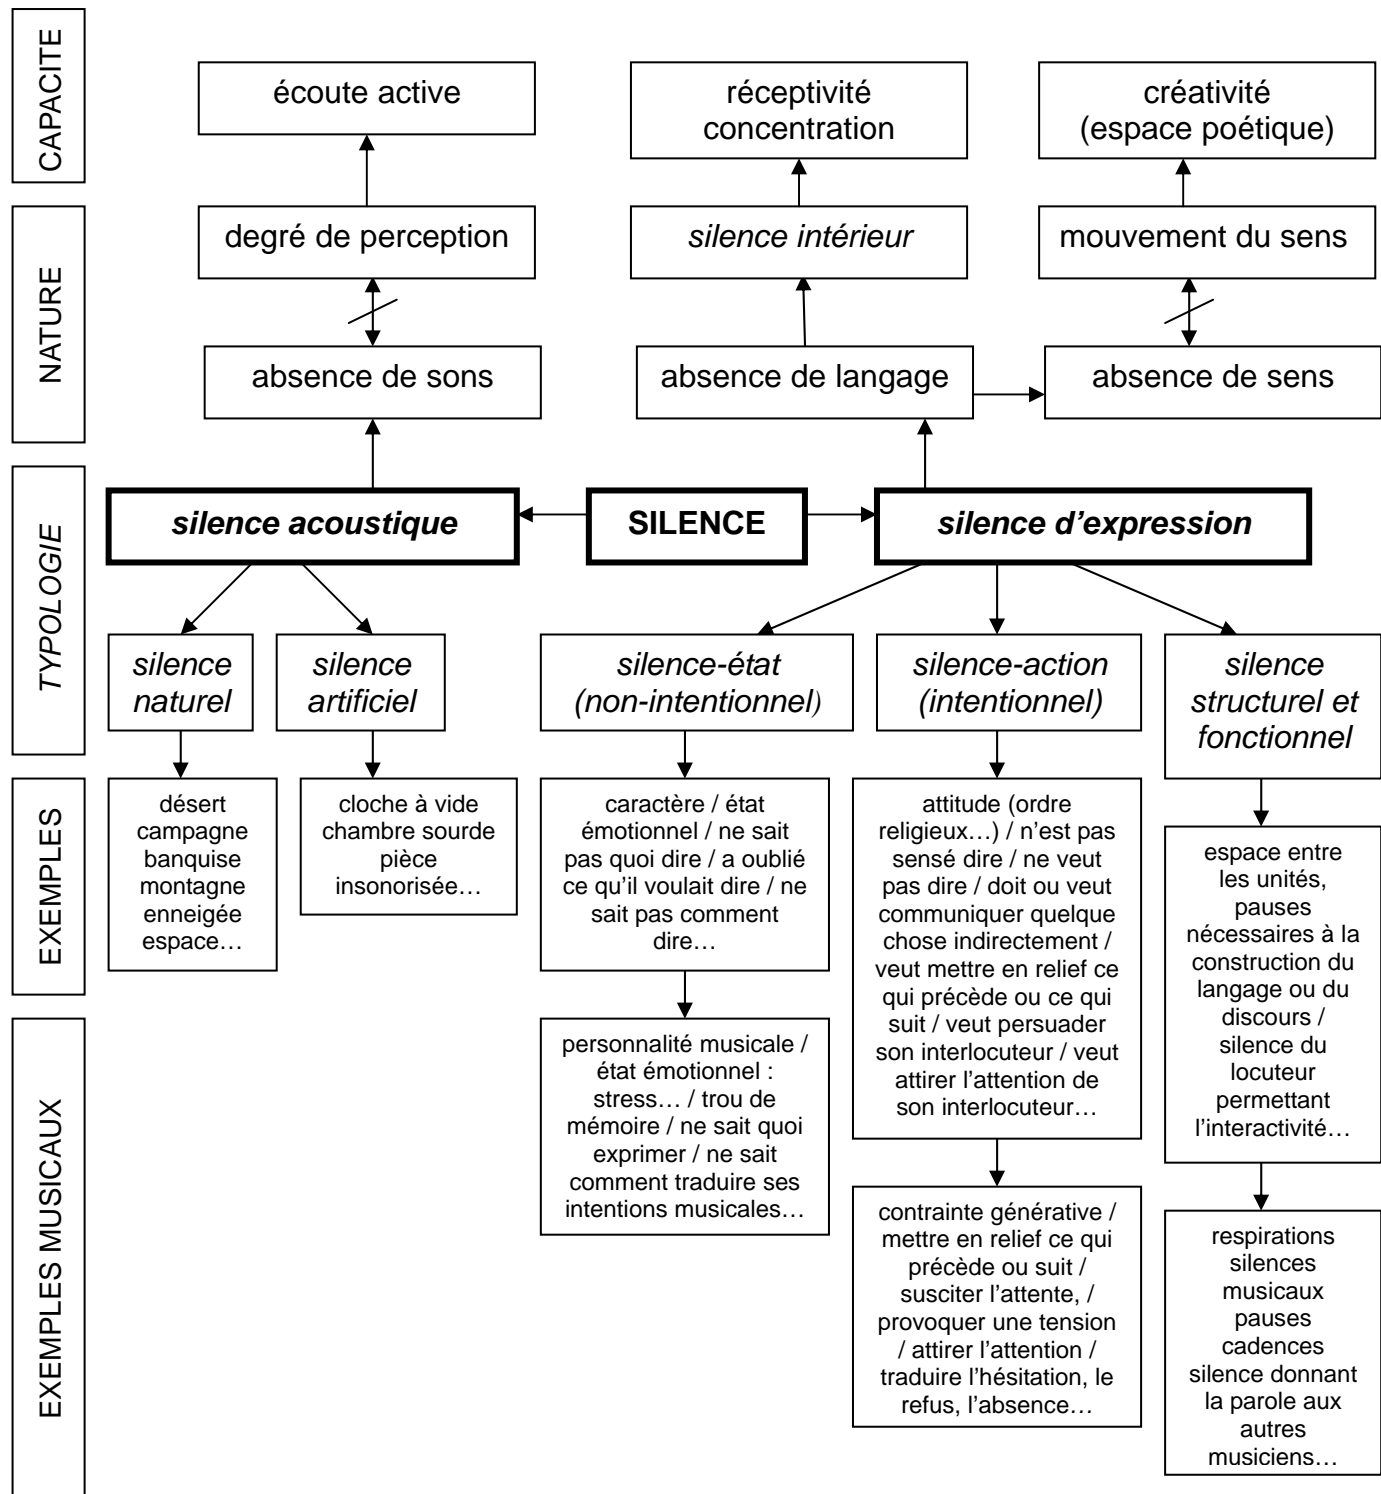 CAPACITE
écoute active
réceptivité
concentration
créativité
(espace poétique)
NATURE
degré de perception
silence intérieur
mouvement du sens
absence de sons
absence de langage
absence de sens
TYPOLOGIE
silence acoustique
SILENCE
silence d'expression
silence
naturel
silence
artificiel
silence-état
(non-intentionnel)
silence-action
(intentionnel)
silence
structurel et
fonctionnel
EXEMPLES
désert
campagne
banquise
montagne
enneigée
espace…
cloche à vide
chambre sourde
pièce
insonorisée…
caractère / état
émotionnel / ne sait
pas quoi dire / a oublié
ce qu'il voulait dire / ne
sait pas comment
dire…
attitude (ordre
religieux…) / n'est pas
sensé dire / ne veut
pas dire / doit ou veut
communiquer quelque
chose indirectement /
veut mettre en relief ce
qui précède ou ce qui
suit / veut persuader
son interlocuteur / veut
attirer l'attention de
son interlocuteur…
espace entre
les unités,
pauses
nécessaires à la
construction du
langage ou du
discours /
silence du
locuteur
permettant
l'interactivité…
EXEMPLES MUSICAUX
personnalité musicale /
état émotionnel :
stress… / trou de
mémoire / ne sait quoi
exprimer / ne sait
comment traduire ses
intentions musicales…
contrainte générative /
mettre en relief ce qui
précède ou suit /
susciter l'attente, /
provoquer une tension
/ attirer l'attention /
traduire l'hésitation, le
refus, l'absence…
respirations
silences
musicaux
pauses
cadences
silence donnant
la parole aux
autres
musiciens…